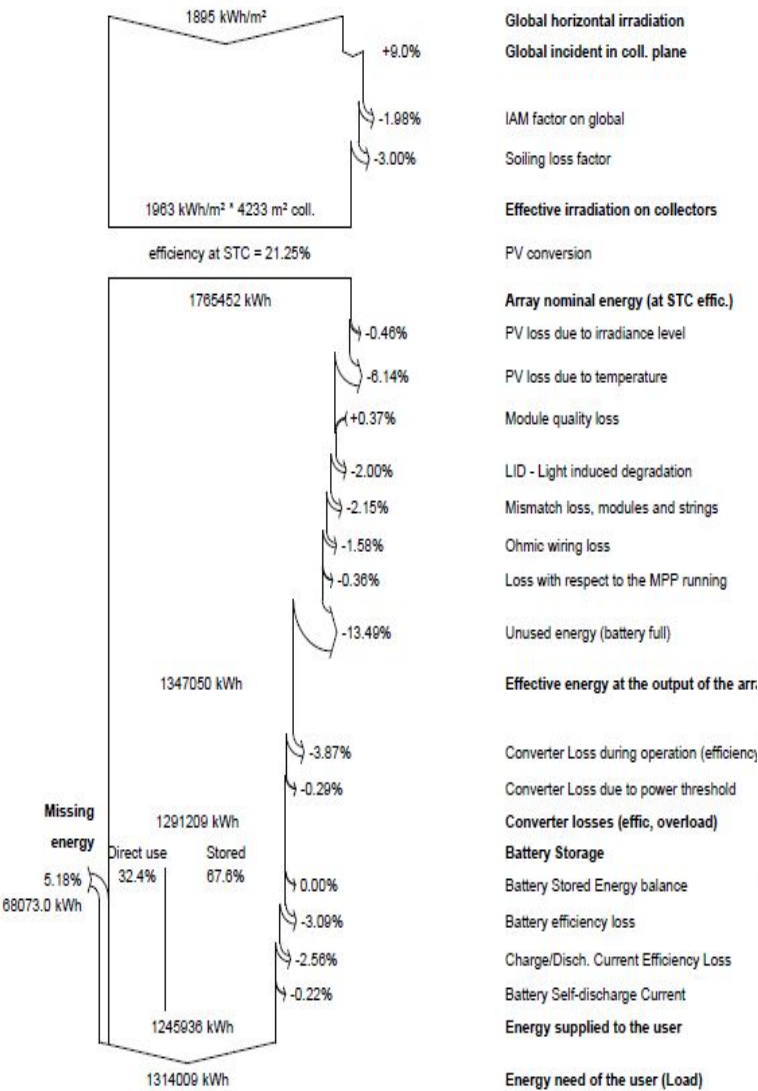 1895 kWh/m² Global horizontal irradiation
+9.0% Global incident in coll. plane
-1.98% IAM factor on global
-3.00% Soiling loss factor
1963 kWh/m² * 4233 m² coll. Effective irradiation on collectors
efficiency at STC = 21.25% PV conversion
1765452 kWh Array nominal energy (at STC effic.)
-0.46% PV loss due to irradiance level
-6.14% PV loss due to temperature
+0.37% Module quality loss
-2.00% LID - Light induced degradation
-2.15% Mismatch loss, modules and strings
-1.58% Ohmic wiring loss
-0.36% Loss with respect to the MPP running
-13.49% Unused energy (battery full)
1347050 kWh Effective energy at the output of the arra
-3.87% Converter Loss during operation (efficiency
-0.29% Converter Loss due to power threshold
Missing
1291209 kWh Converter losses (effic, overload)
energy
Direct use Stored Battery Storage
5.18% 32.4% 67.6% 0.00% Battery Stored Energy balance
68073.0 kWh
-3.09% Battery efficiency loss
-2.56% Charge/Disch. Current Efficiency Loss
-0.22% Battery Self-discharge Current
1245936 kWh Energy supplied to the user
1314009 kWh Energy need of the user (Load)